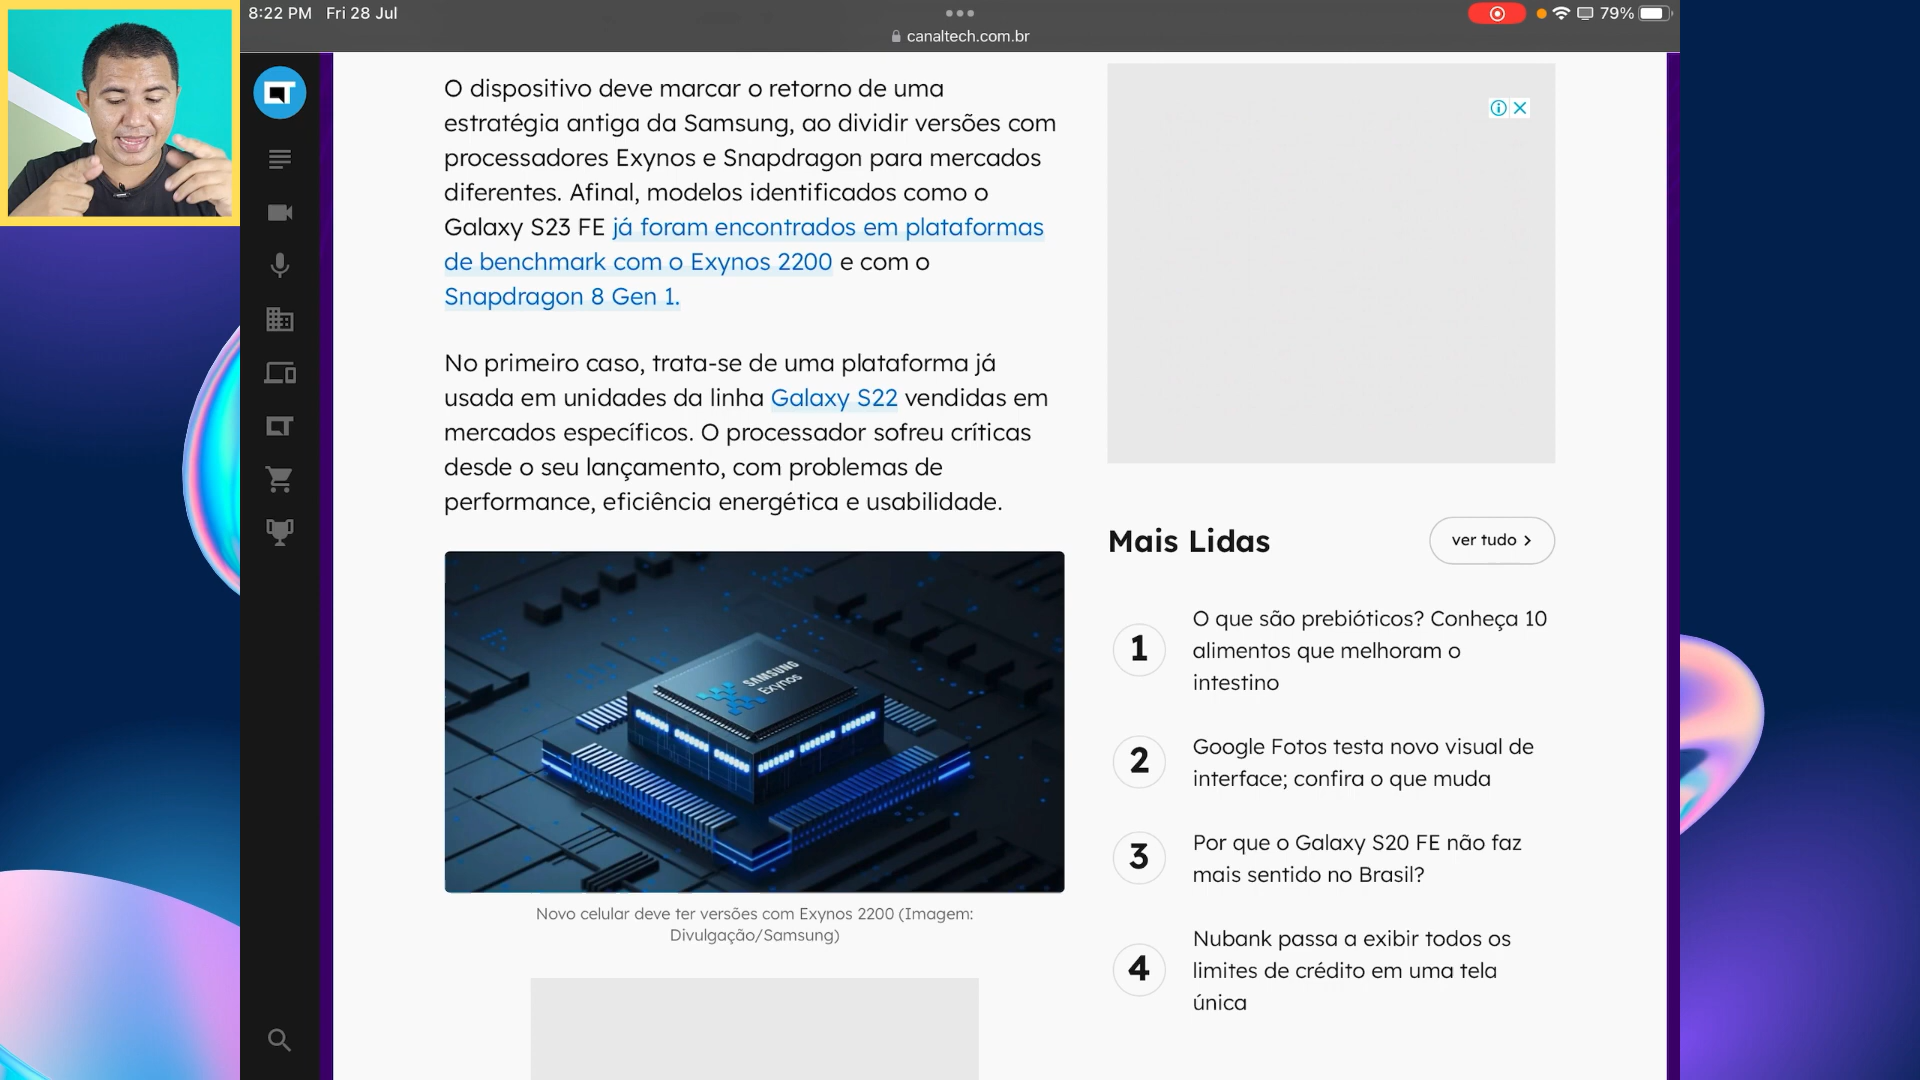 8:22 PM Fri 28 Jul
79%
canaltech.com.br
O dispositivo deve marcar o retorno de uma
estratégia antiga da Samsung, ao dividir versões com
processadores Exynos e Snapdragon para mercados
diferentes. Afinal, modelos identificados como o
Galaxy S23 FE já foram encontrados em plataformas
de benchmark com o Exynos 2200 e com o
Snapdragon 8 Gen 1.
No primeiro caso, trata-se de uma plataforma já
usada em unidades da linha Galaxy S22 vendidas em
mercados específicos. O processador sofreu críticas
desde o seu lançamento, com problemas de
performance, eficiência energética e usabilidade.
SAMSUNG
Exynos
Novo celular deve ter versões com Exynos 2200 (Imagem:
Divulgação/Samsung)
Mais Lidas
ver tudo >
1
O que são prebióticos? Conheça 10
alimentos que melhoram o
intestino
2
Google Fotos testa novo visual de
interface; confira o que muda
3
Por que o Galaxy S20 FE não faz
mais sentido no Brasil?
4
Nubank passa a exibir todos os
limites de crédito em uma tela
única